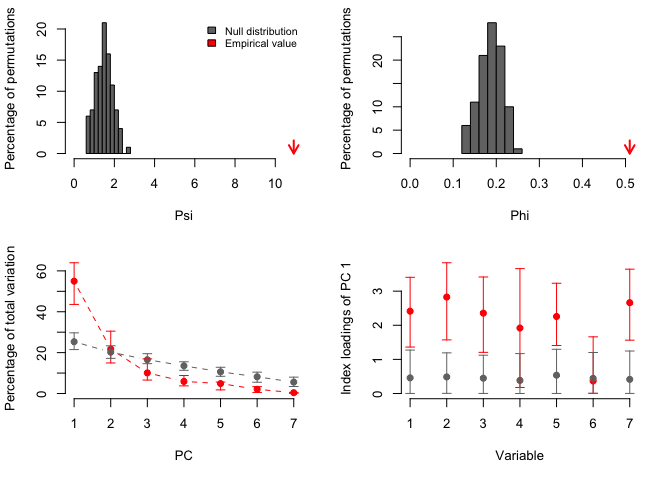 Percentage of permutations
20
15
10
5
0
Null distribution
Empirical value
0 2 4 6 8 10
Psi
Percentage of permutations
20
10
0
0.0 0.1 0.2 0.3 0.4 0.5
Phi
Percentage of total variation
60
40
20
0
1 2 3 4 5 6 7
PC
Index loadings of PC 1
3
2
1
0
1 2 3 4 5 6 7
Variable